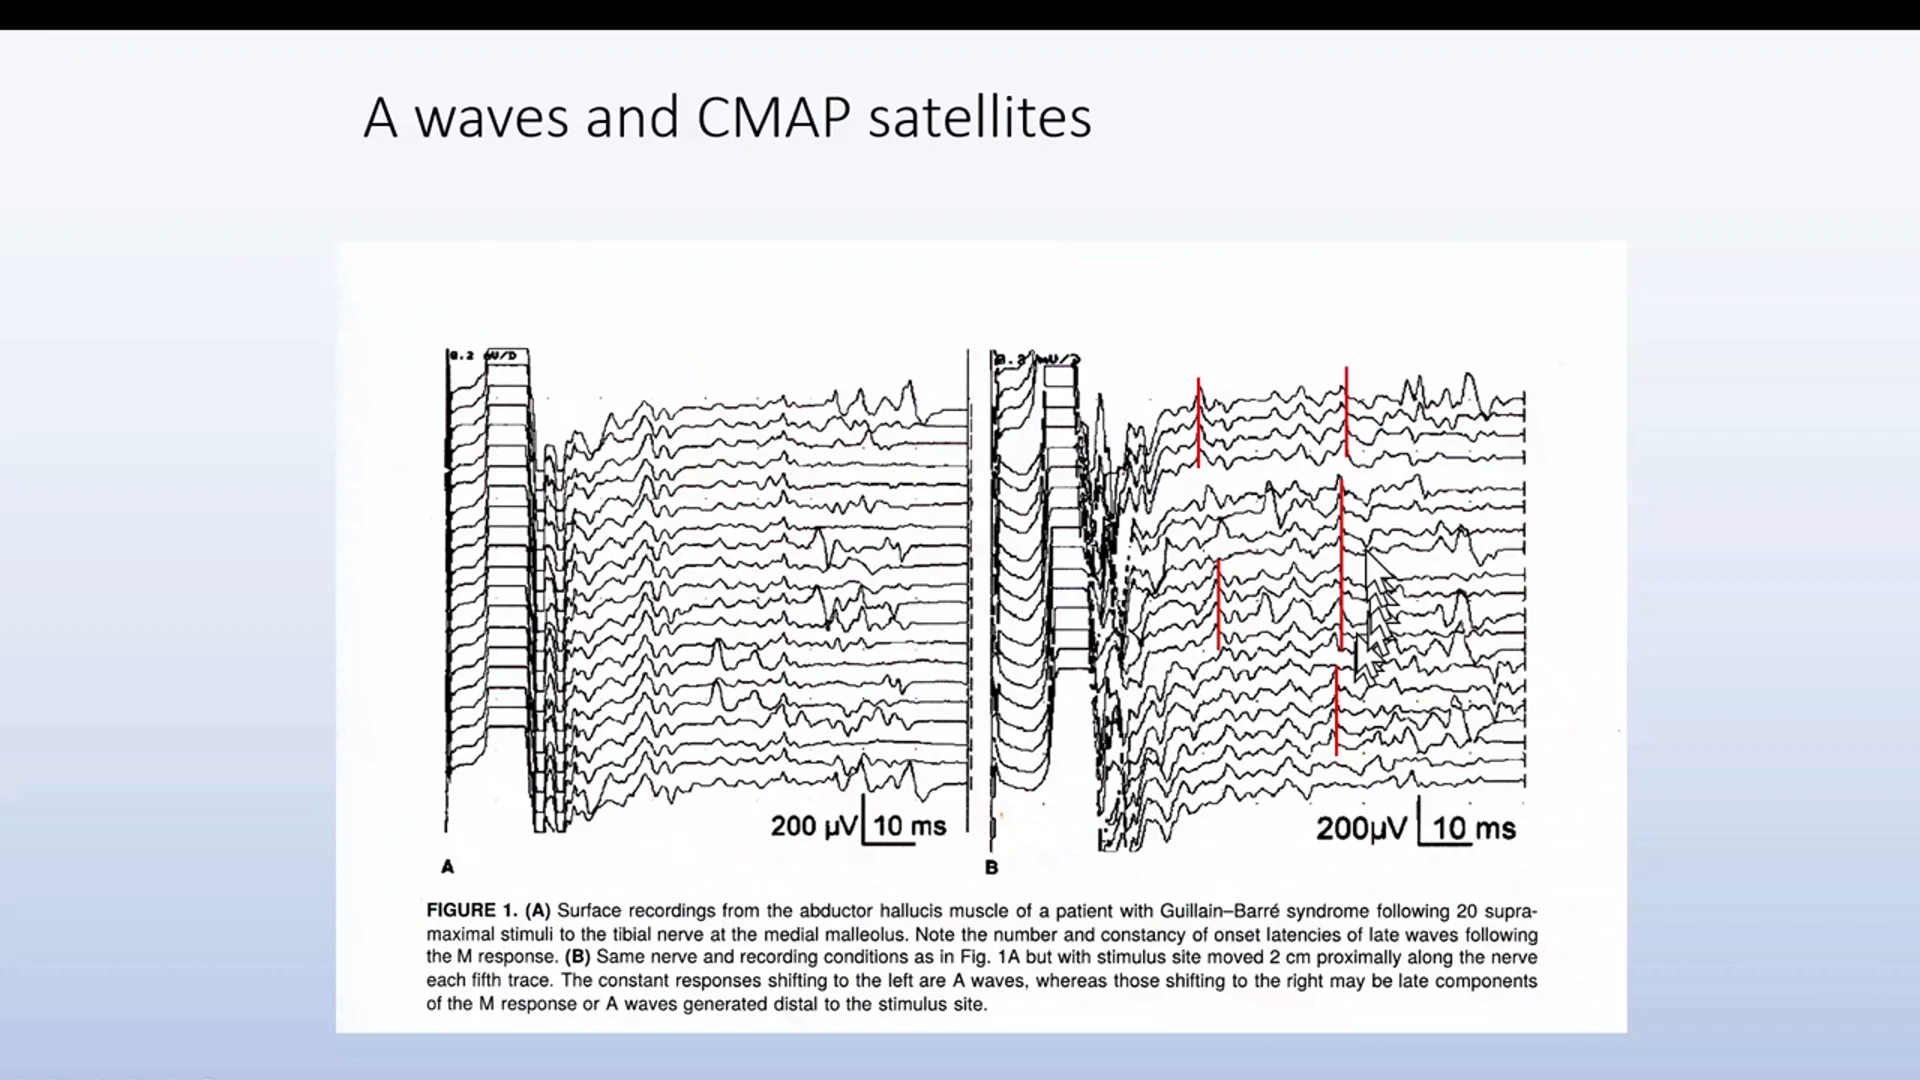 A waves and CMAP satellites
200 µV 10 ms
200µV 10 ms
A
B
FIGURE 1. (A) Surface recordings from the abductor hallucis muscle of a patient with Guillain–Barré syndrome following 20 supra-
maximal stimuli to the tibial nerve at the medial malleolus. Note the number and constancy of onset latencies of late waves following
the M response. (B) Same nerve and recording conditions as in Fig. 1A but with stimulus site moved 2 cm proximally along the nerve
each fifth trace. The constant responses shifting to the left are A waves, whereas those shifting to the right may be late components
of the M response or A waves generated distal to the stimulus site.